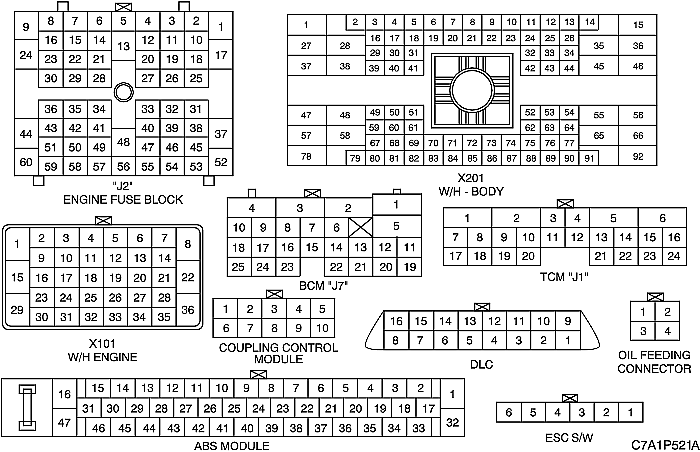 9 7 6 5 4 3 2 1
16 15 14 13 12 11 10
24 23 22 21 20 19 18 17
30 29 28 27 26 25
36 35 34 33 32 31
44 43 42 41 40 39 38 37
51 50 49 48 47 46 45
60 59 58 57 56 55 54 53 52
"J2"
ENGINE FUSE BLOCK
1 2 3 4 5 6 7 8 9 10 11 12 13 14 15
16 17 18 19 20 21 22 23 24 25 26
27 28 29 30 31 32 33 34 35 36
37 38 39 40 41 42 43 44 45 46
47 48 49 50 51 52 53 54 55 56
57 58 59 60 61 62 63 64 65 66
67 68 69 70 71 72 73 74 75 76 77
78 79 80 81 82 83 84 85 86 87 88 89 90 91 92
X201
W/H - BODY
1 2 3 4 5 6 7 8
9 10 11 12 13 14
15 16 17 18 19 20 21 22
23 24 25 26 27 28
29 30 31 32 33 34 35 36
X101
W/H ENGINE
4 3 2 1
10 9 8 7 6 5
18 17 16 15 14 13 12 11
25 24 23 22 21 20 19
BCM "J7"
1 2 3 4 5 6
7 8 9 10 11 12 13 14 15 16
17 18 19 20 21 22 23 24
TCM "J1"
1 2 3 4 5
6 7 8 9 10
COUPLING CONTROL
MODULE
16 15 14 13 12 11 10 9
8 7 6 5 4 3 2 1
DLC
1 2
3 4
OIL FEEDING
CONNECTOR
16 15 14 13 12 11 10 9 8 7 6 5 4 3 2 1
31 30 29 28 27 26 25 24 23 22 21 20 19 18 17
47 46 45 44 43 42 41 40 39 38 37 36 35 34 33 32
ABS MODULE
6 5 4 3 2 1
ESC S/W
C7A1P521A